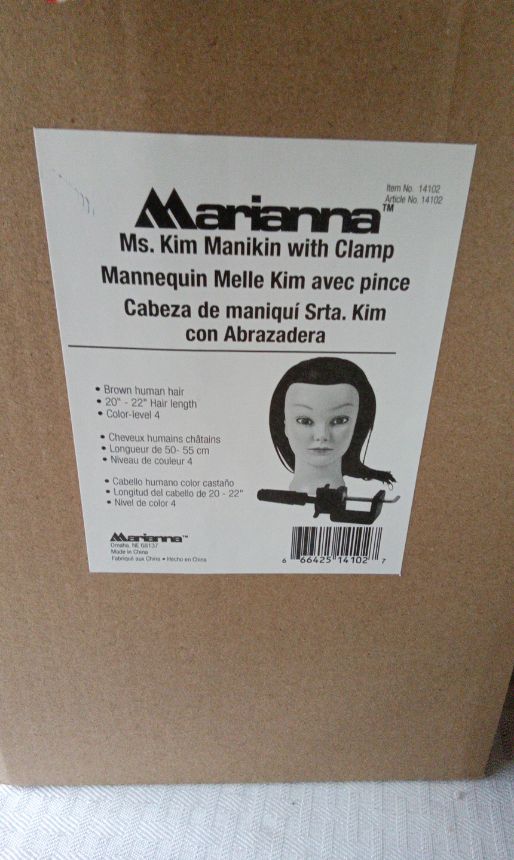 Item No. 14102
Article No. 14102
Marianna™
Ms. Kim Manikin with Clamp
Mannequin Melle Kim avec pince
Cabeza de maniquí Srta. Kim
con Abrazadera
• Brown human hair
• 20" - 22" Hair length
• Color-level 4
• Cheveux humains châtains
• Longueur de 50- 55 cm
• Niveau de couleur 4
• Cabello humano color castaño
• Longitud del cabello de 20 - 22"
• Nivel de color 4
Marianna™
Omaha, NE 68137
Made in China
Fabriqué aux Chine • Hecho en China
6 66425 14102 7